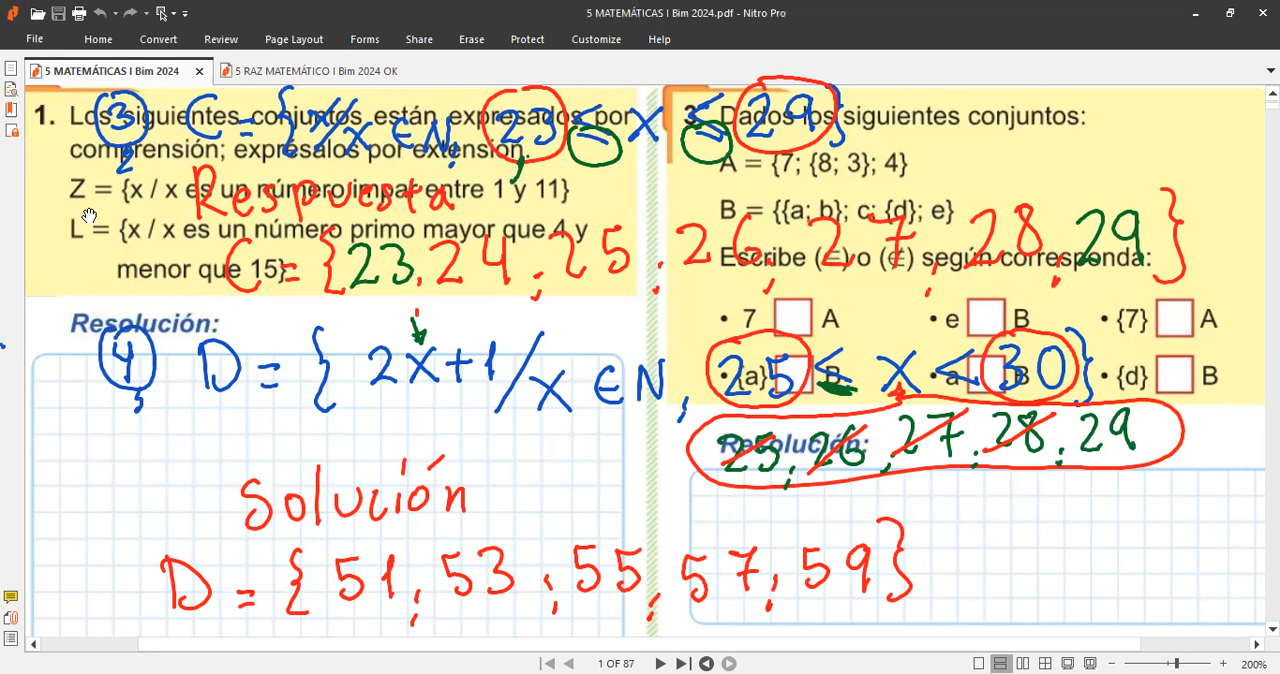 5 MATEMÁTICAS I Bim 2024.pdf - Nitro Pro
File Home Convert Review Page Layout Forms Share Erase Protect Customize Help
5 MATEMÁTICAS I Bim 2024
5 RAZ MATEMÁTICO I Bim 2024 OK
1. Los siguientes conjuntos están expresados por
comprensión; exprésalos por extensión.
Z = {x / x es un número impar entre 1 y 11}
L = {x / x es un número primo mayor que 4 y
menor que 15}
Resolución:
3 C = {x/x ∈ N, 23 ≤ x ≤ 29}
Respuesta
C = {23; 24; 25; 26; 27; 28; 29}
4 D = { 2x+1/x ∈ N, 25 ≤ x < 30}
25; 26; 27; 28; 29
Solución
D = {51; 53; 55; 57; 59}
3. Dados los siguientes conjuntos:
A = {7; {8; 3}; 4}
B = {{a; b}; c; {d}; e}
Escribe (∈) o (∉) según corresponda:
• 7 A • e B • {7} A
• {a} B • a B • {d} B
Resolución:
1 OF 87
200%